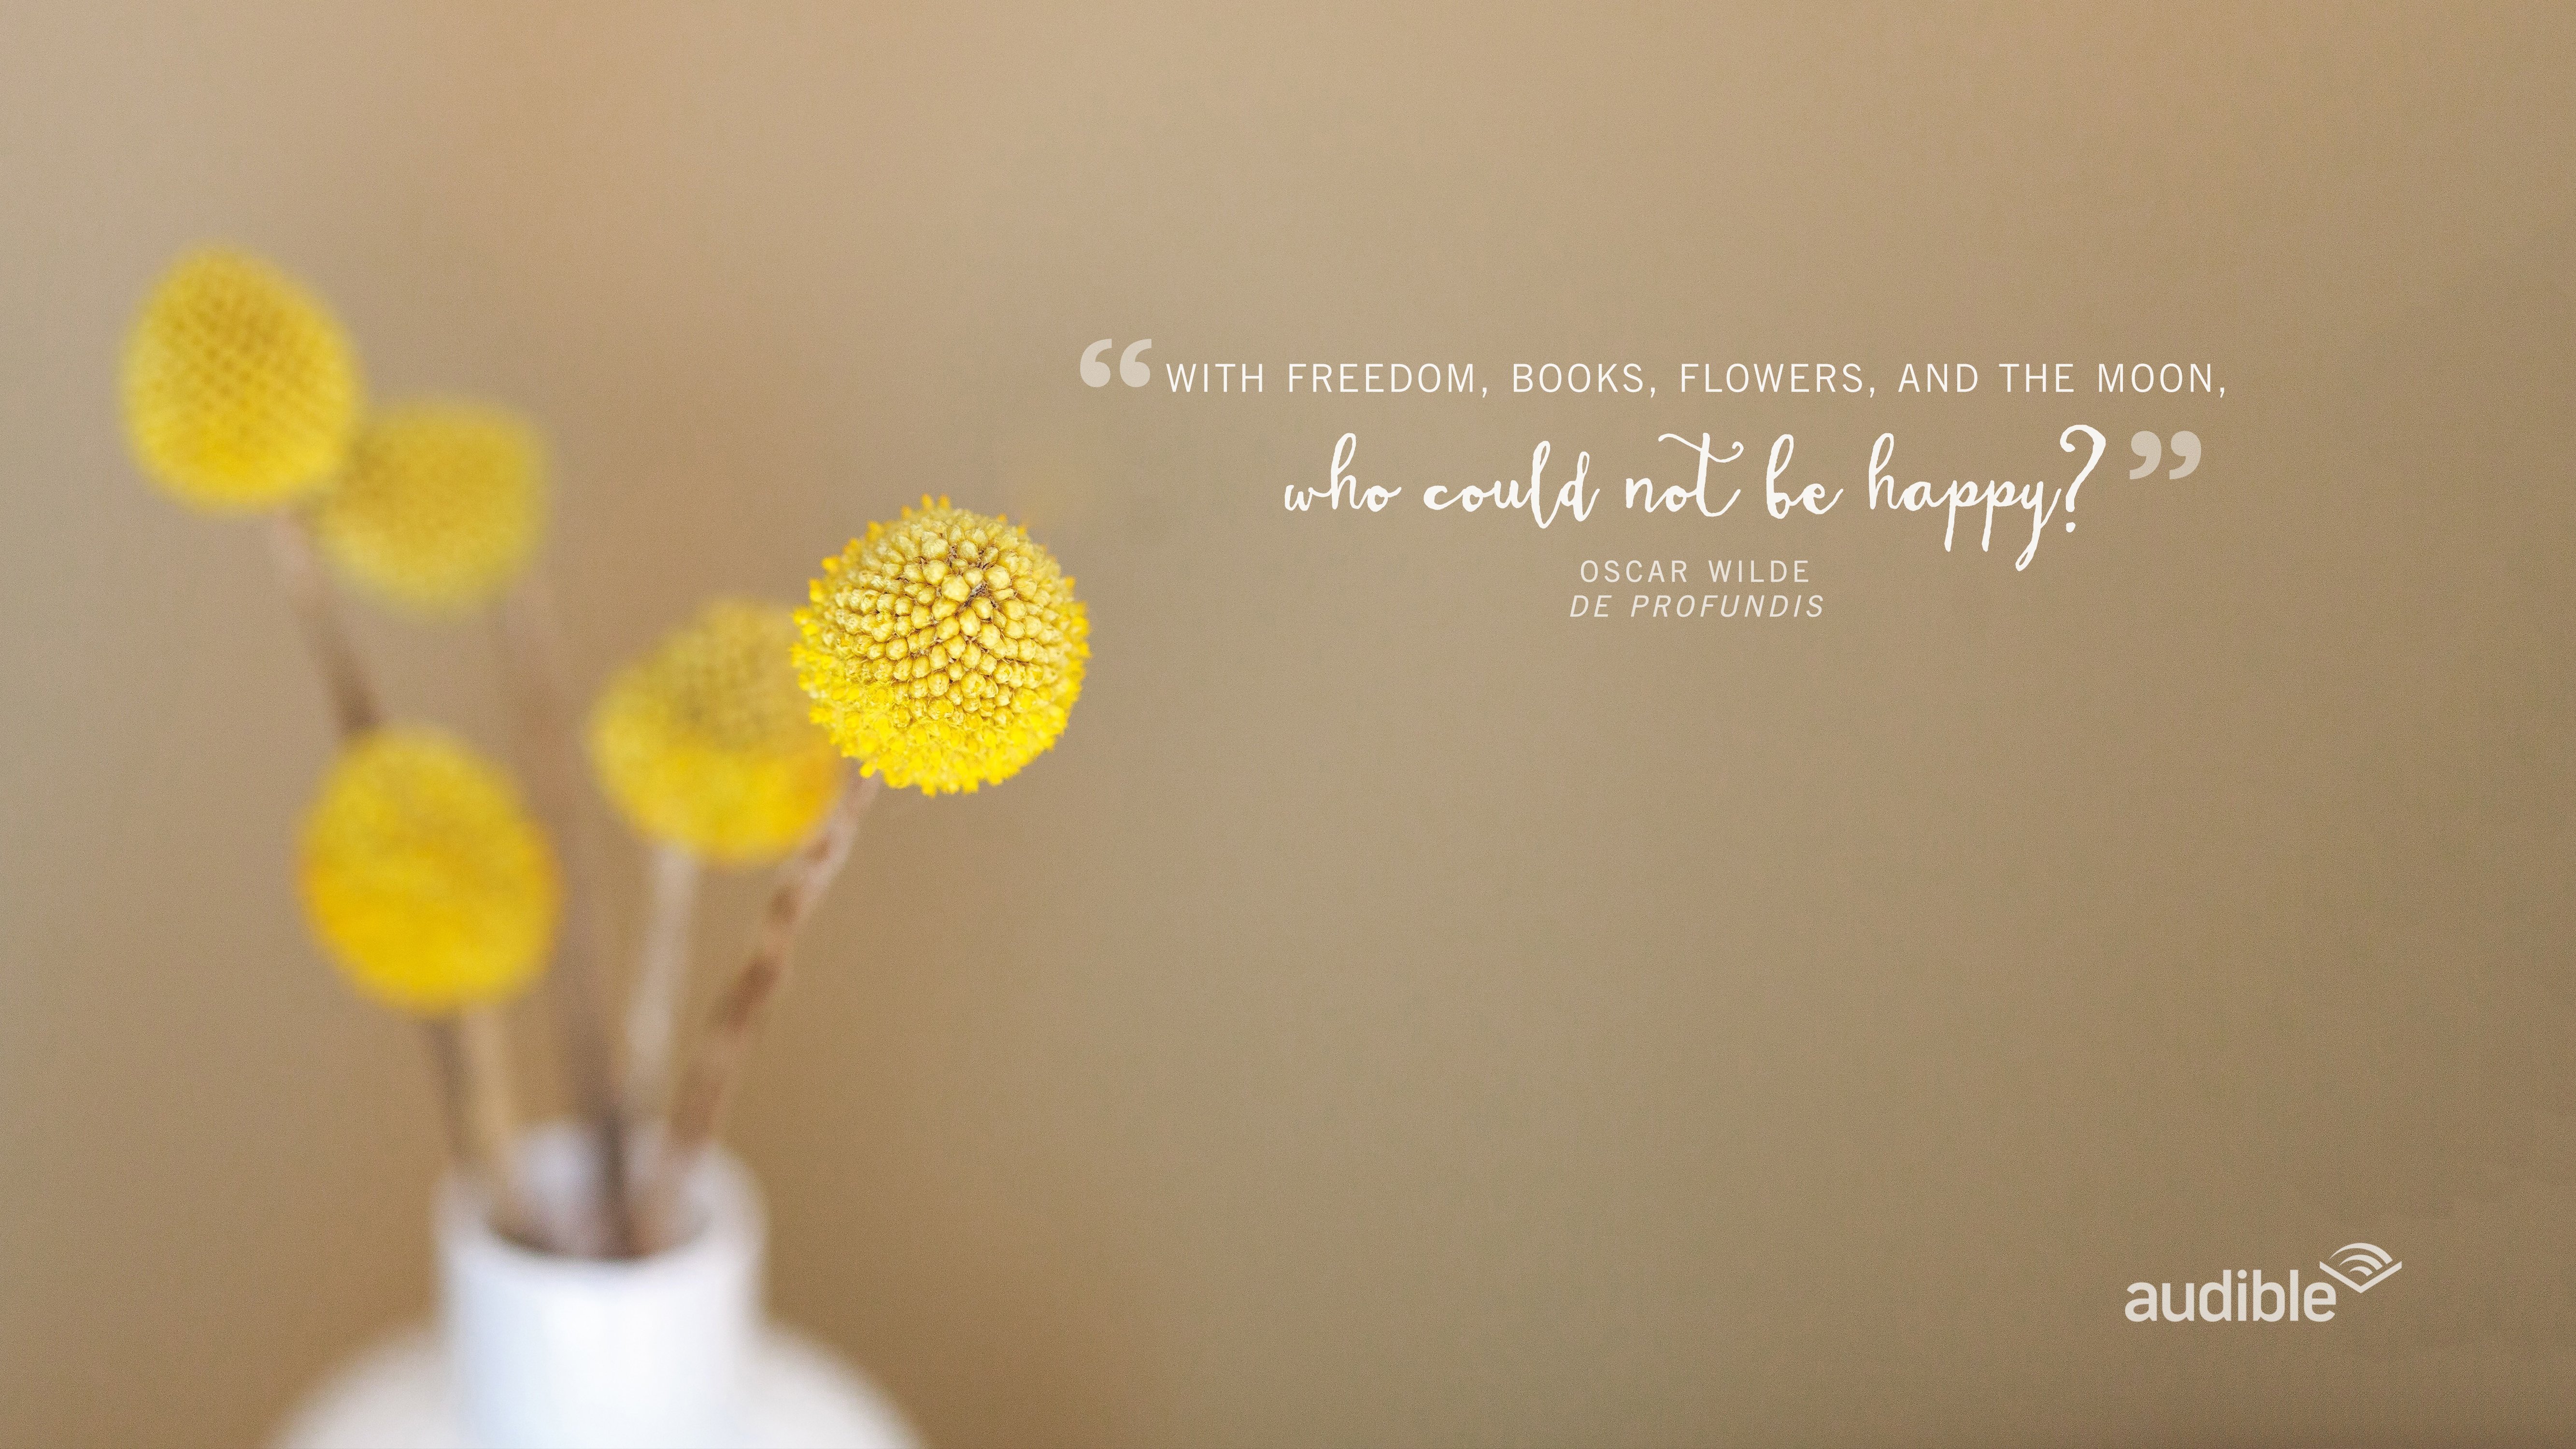 “WITH FREEDOM, BOOKS, FLOWERS, AND THE MOON,
who could not be happy?”
OSCAR WILDE
DE PROFUNDIS
audible